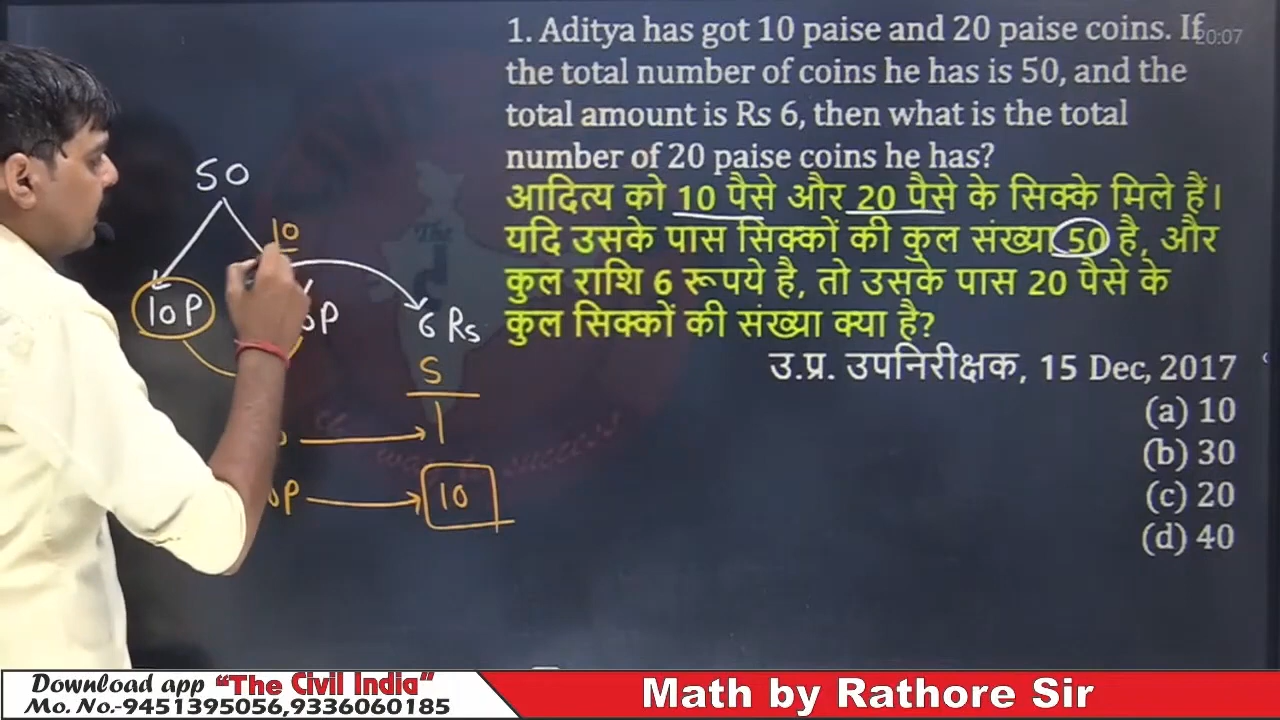 1. Aditya has got 10 paise and 20 paise coins. If
20:07
the total number of coins he has is 50, and the
total amount is Rs 6, then what is the total
number of 20 paise coins he has?
आदित्य को 10 पैसे और 20 पैसे के सिक्के मिले हैं।
यदि उसके पास सिक्कों की कुल संख्या 50 है, और
कुल राशि 6 रूपये है, तो उसके पास 20 पैसे के
कुल सिक्कों की संख्या क्या है?
उ.प्र. उपनिरीक्षक, 15 Dec, 2017
(a) 10
(b) 30
(c) 20
(d) 40
50
10
10P
6 Rs
5
1
10
Download app "The Civil India"
Mo. No.-9451395056,9336060185
Math by Rathore Sir